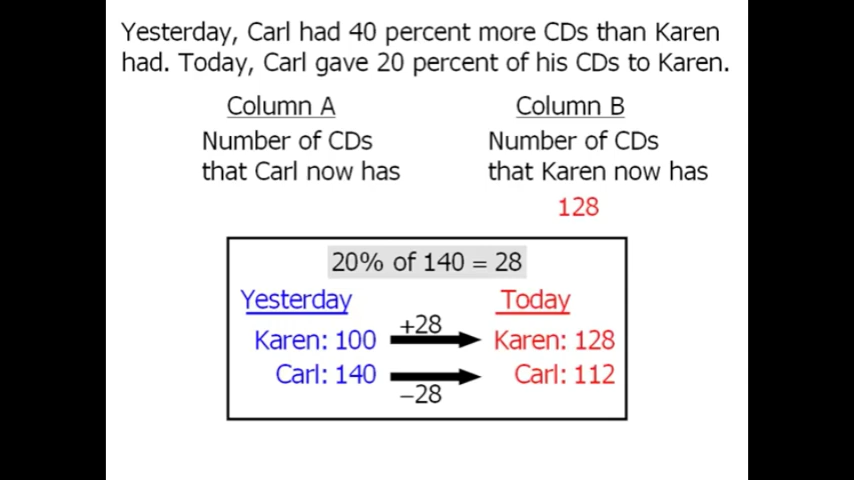 Yesterday, Carl had 40 percent more CDs than Karen
had. Today, Carl gave 20 percent of his CDs to Karen.
Column A
Number of CDs
that Carl now has
Column B
Number of CDs
that Karen now has
128
20% of 140 = 28
Yesterday
Today
Karen: 100
+28
Karen: 128
Carl: 140
−28
Carl: 112